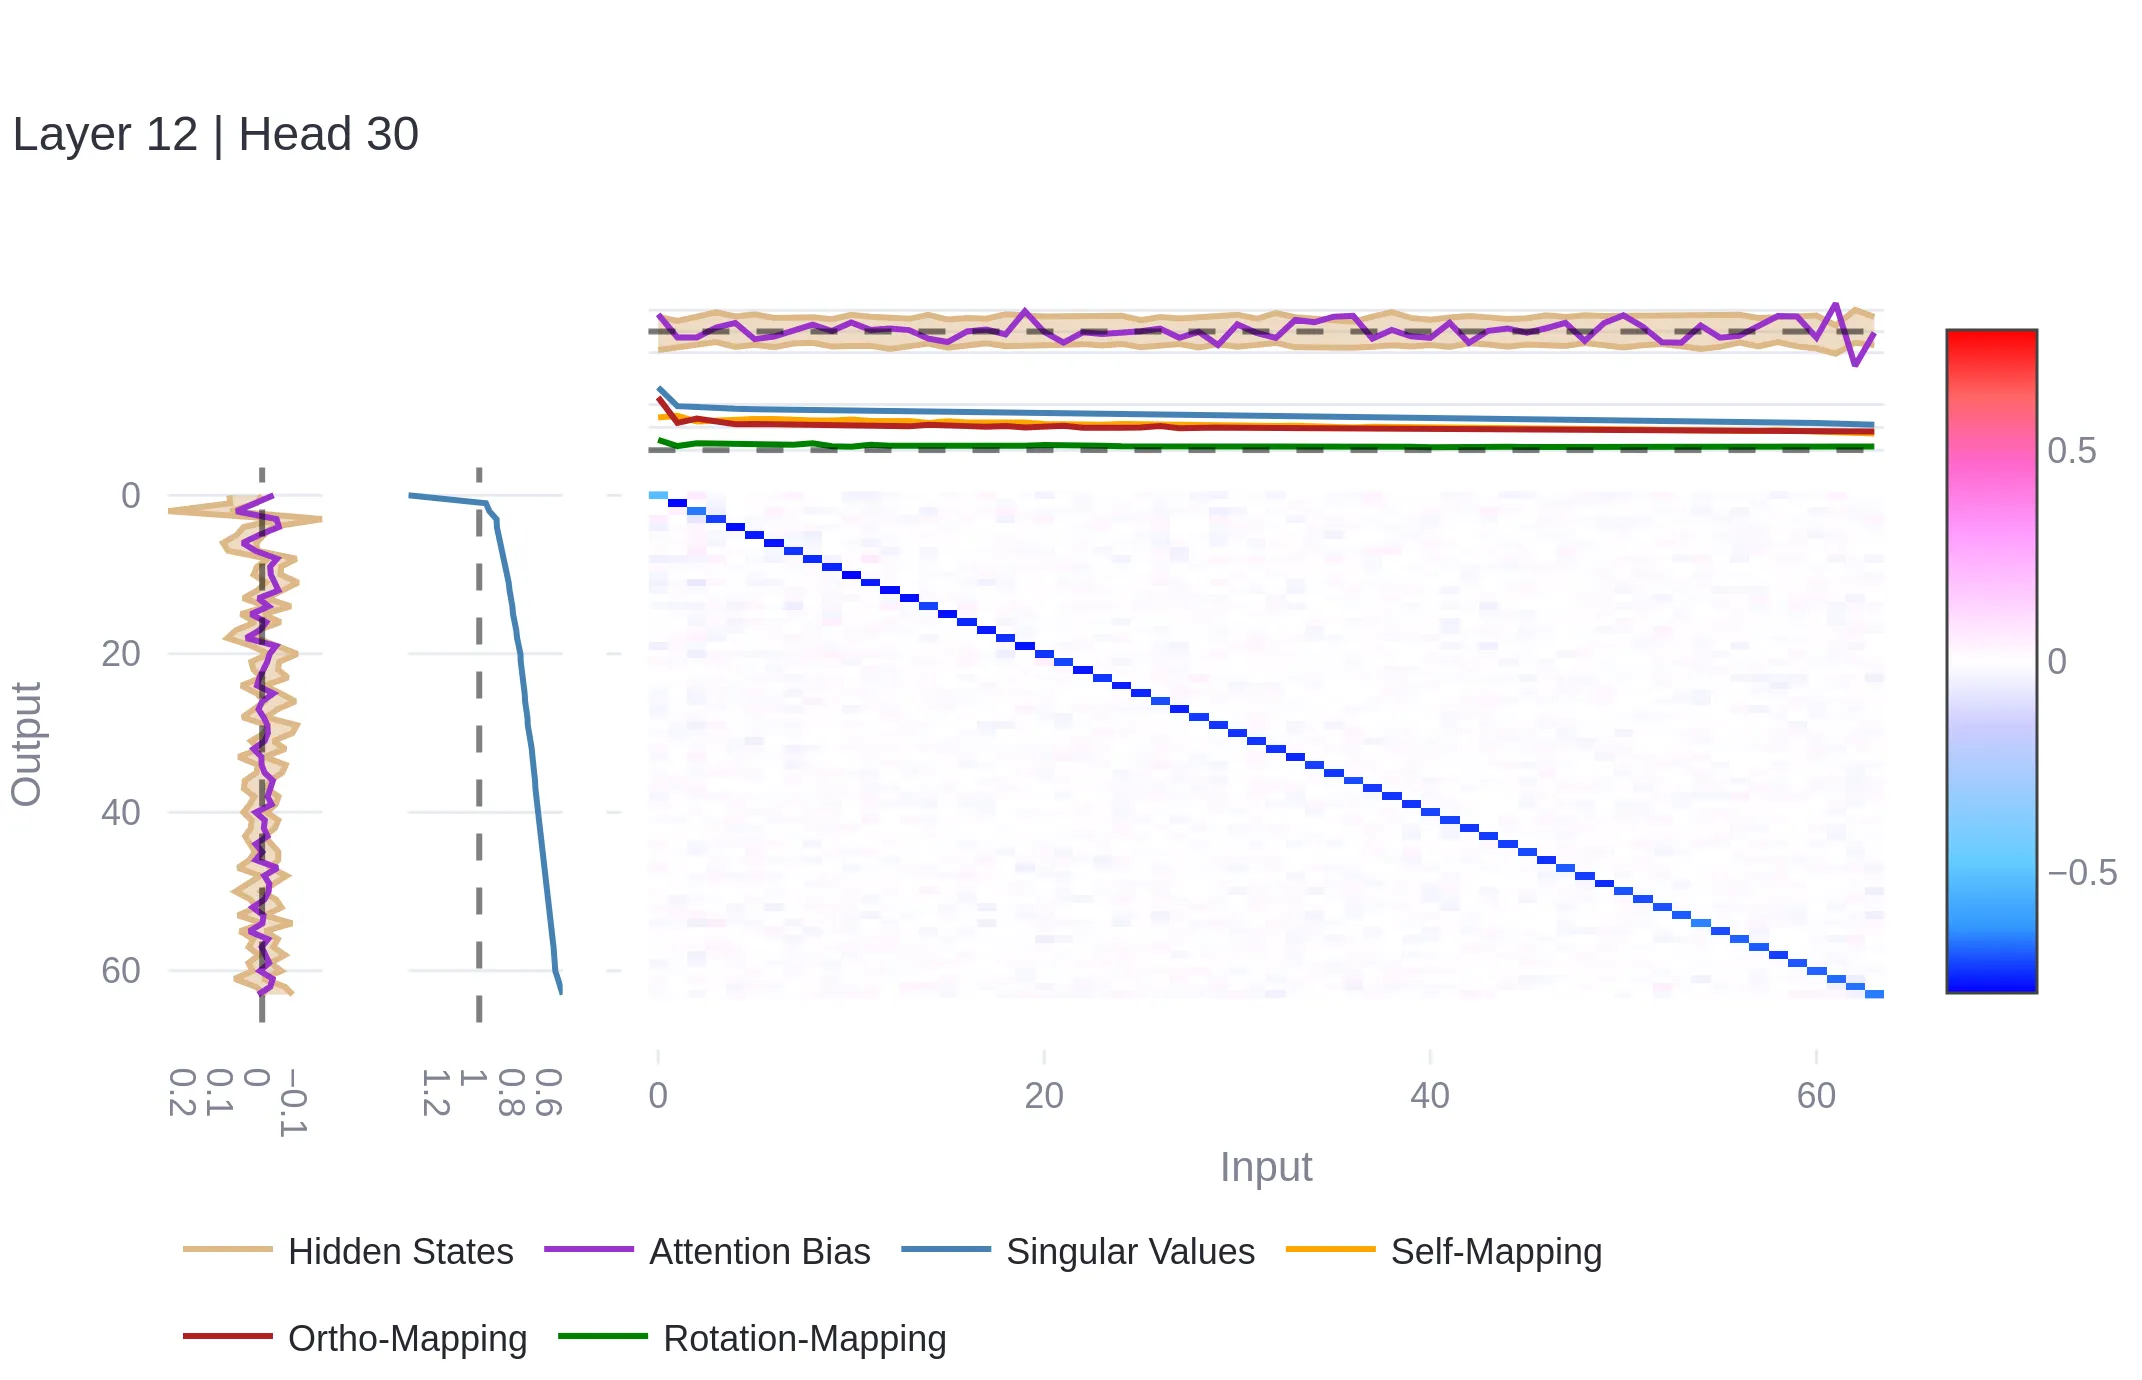 Layer 12 | Head 30
0
20
40
60
Output
0.2
0.1
0
−0.1
1.2
1
0.8
0.6
0
20
40
60
Input
0.5
0
−0.5
Hidden States
Attention Bias
Singular Values
Self-Mapping
Ortho-Mapping
Rotation-Mapping